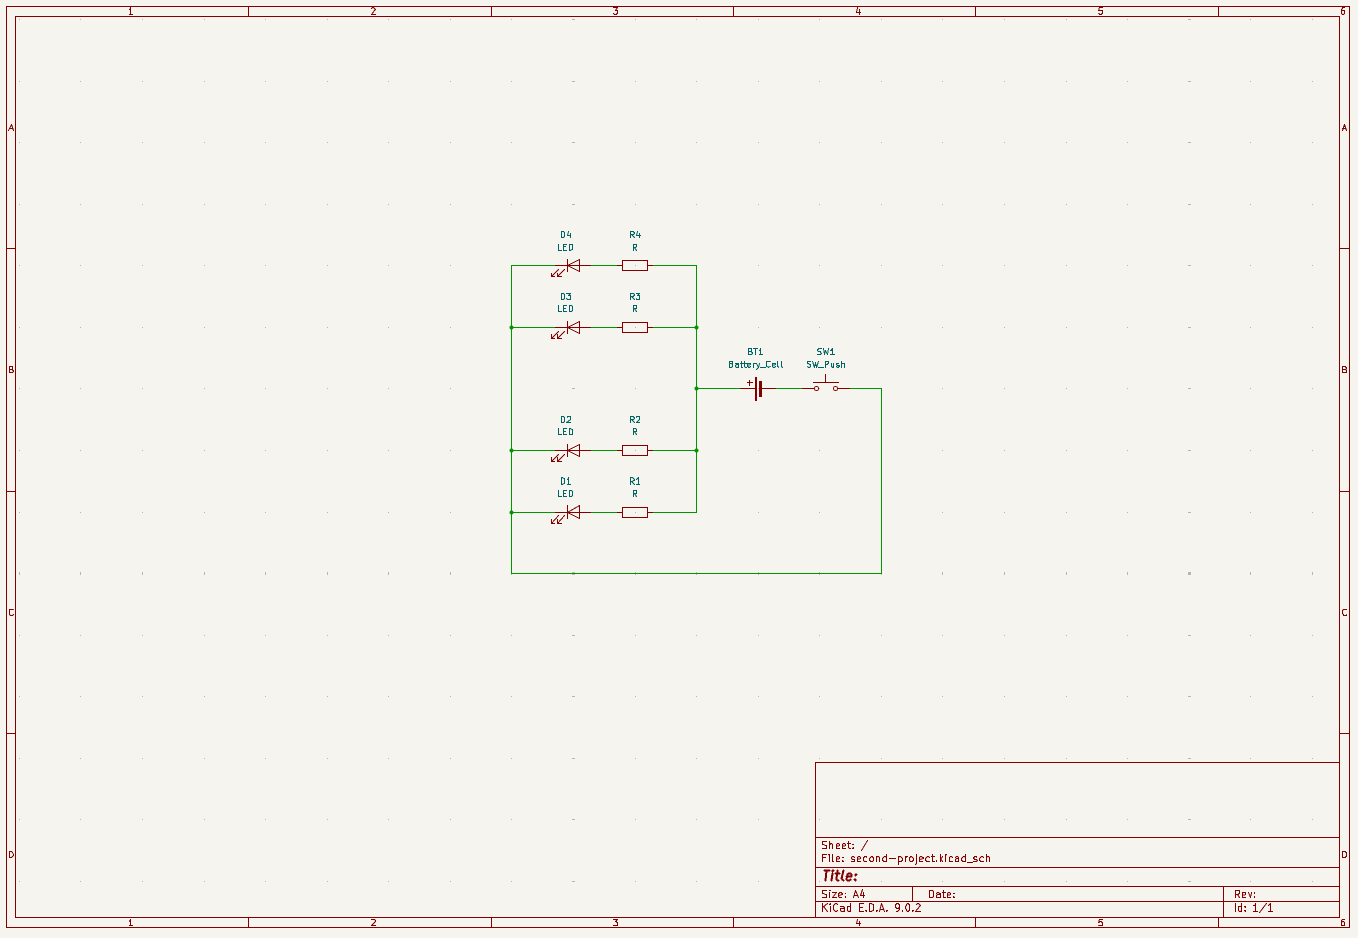 1 2 3 4 5 6
A A
D4 R4
LED R
D3 R3
LED R
BT1 SW1
Battery_Cell SW_Push
+
B B
D2 R2
LED R
D1 R1
LED R
C C
Sheet: /
File: second-project.kicad_sch
D D
Title:
Size: A4 Date: Rev:
KiCad E.D.A. 9.0.2 Id: 1/1
1 2 3 4 5 6